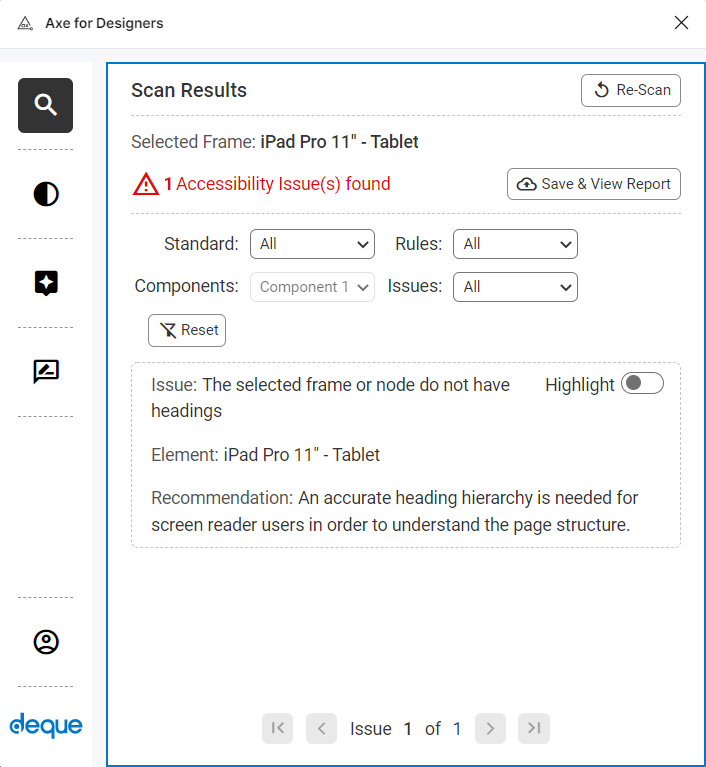 Axe for Designers
Scan Results
Re-Scan
Selected Frame: iPad Pro 11" - Tablet
1 Accessibility Issue(s) found
Save & View Report
Standard: All
Rules: All
Components: Component 1
Issues: All
Reset
Issue: The selected frame or node do not have
headings
Highlight
Element: iPad Pro 11" - Tablet
Recommendation: An accurate heading hierarchy is needed for
screen reader users in order to understand the page structure.
deque
Issue 1 of 1